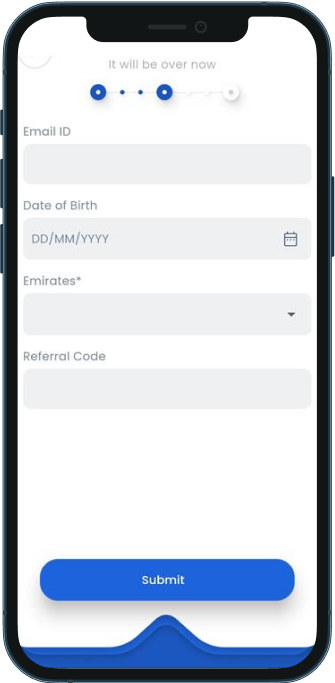 It will be over now
Email ID
Date of Birth
DD/MM/YYYY
Emirates*
Referral Code
Submit